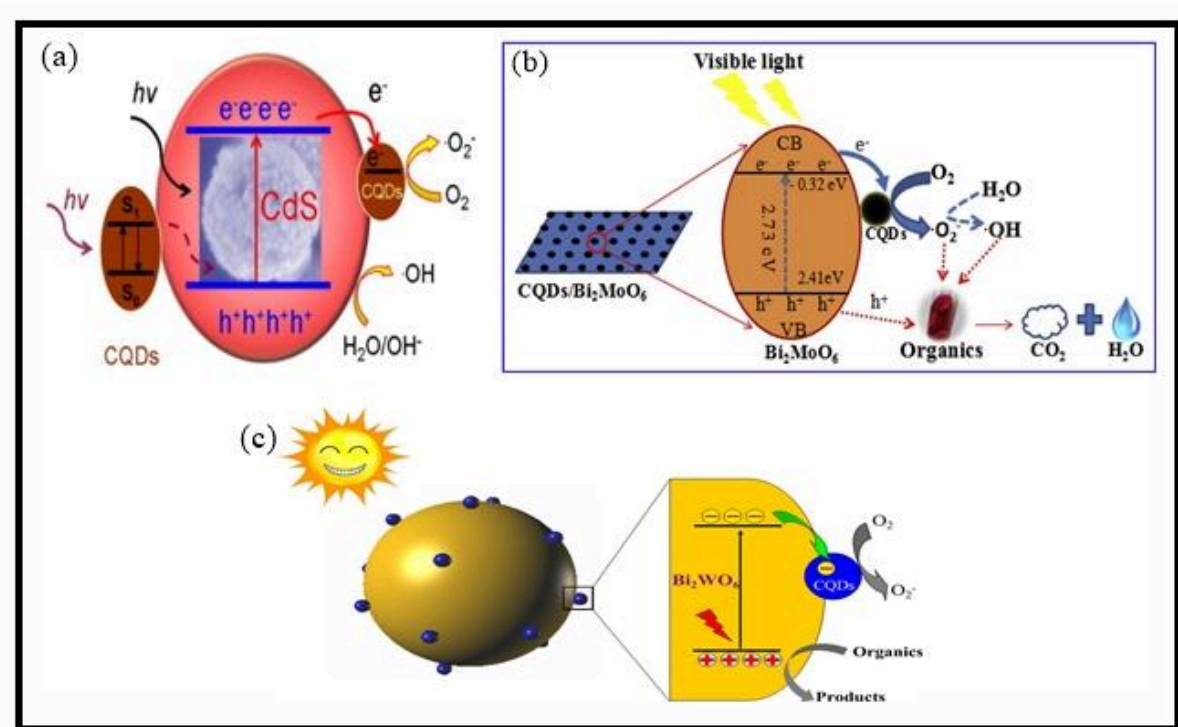 (a)
hν
e⁻e⁻e⁻e⁻
e⁻
·O₂⁻
e⁻
CQDs
O₂
hν
S₁
CdS
S₀
·OH
h⁺h⁺h⁺h⁺
H₂O/OH⁻
CQDs
(b)
Visible light
CB
e⁻ e⁻ e⁻
e⁻
- 0.32 eV
O₂
H₂O
2.73 eV
CQDs
·O₂⁻
·OH
2.41eV
CQDs/Bi₂MoO₆
h⁺ h⁺ h⁺
h⁺
VB
Bi₂MoO₆
Organics
CO₂
H₂O
(c)
O₂
Bi₂WO₆
CQDs
O₂⁻
Organics
Products